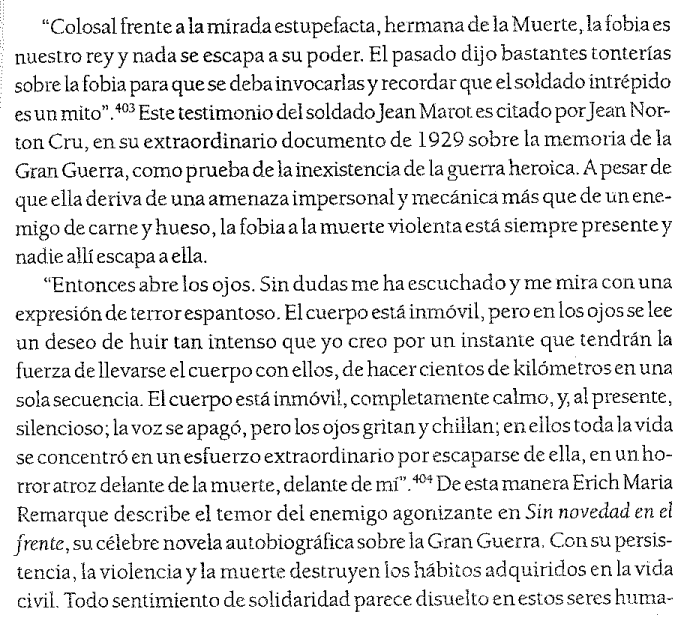 “Colosal frente a la mirada estupefacta, hermana de la Muerte, la fobia es
nuestro rey y nada se escapa a su poder. El pasado dijo bastantes tonterías
sobre la fobia para que se deba invocarlas y recordar que el soldado intrépido
es un mito”.⁴⁰³ Este testimonio del soldado Jean Marot es citado por Jean Nor-
ton Cru, en su extraordinario documento de 1929 sobre la memoria de la
Gran Guerra, como prueba de la inexistencia de la guerra heroica. A pesar de
que ella deriva de una amenaza impersonal y mecánica más que de un ene-
migo de carne y hueso, la fobia a la muerte violenta está siempre presente y
nadie allí escapa a ella.
“Entonces abre los ojos. Sin dudas me ha escuchado y me mira con una
expresión de terror espantoso. El cuerpo está inmóvil, pero en los ojos se lee
un deseo de huir tan intenso que yo creo por un instante que tendrán la
fuerza de llevarse el cuerpo con ellos, de hacer cientos de kilómetros en una
sola secuencia. El cuerpo está inmóvil, completamente calmo, y, al presente,
silencioso; la voz se apagó, pero los ojos gritan y chillan; en ellos toda la vida
se concentró en un esfuerzo extraordinario por escaparse de ella, en un ho-
rror atroz delante de la muerte, delante de mí”.⁴⁰⁴ De esta manera Erich Maria
Remarque describe el temor del enemigo agonizante en Sin novedad en el
frente, su célebre novela autobiográfica sobre la Gran Guerra. Con su persis-
tencia, la violencia y la muerte destruyen los hábitos adquiridos en la vida
civil. Todo sentimiento de solidaridad parece disuelto en estos seres huma-